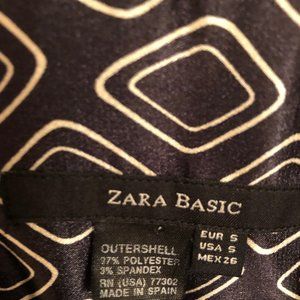 ZARA BASIC
OUTERSHELL
97% POLYESTER
3% SPANDEX
RN (USA) 77302
MADE IN SPAIN
EUR S
USA S
MEX 26